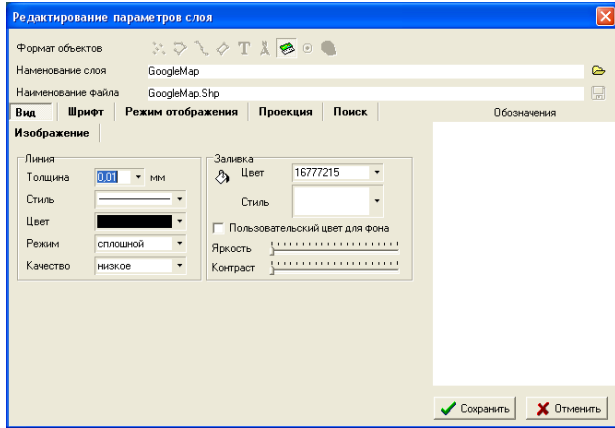 Редактирование параметров слоя
Формат объектов
Наменование слоя GoogleMap
Наименование файла GoogleMap.Shp
Вид Шрифт Режим отображения Проекция Поиск Обозначения
Изображение
Линия Заливка
Толщина 0,01 мм Цвет 16777215
Стиль Стиль
Цвет Пользовательский цвет для фона
Режим сплошной Яркость
Качество низкое Контраст
Сохранить Отменить